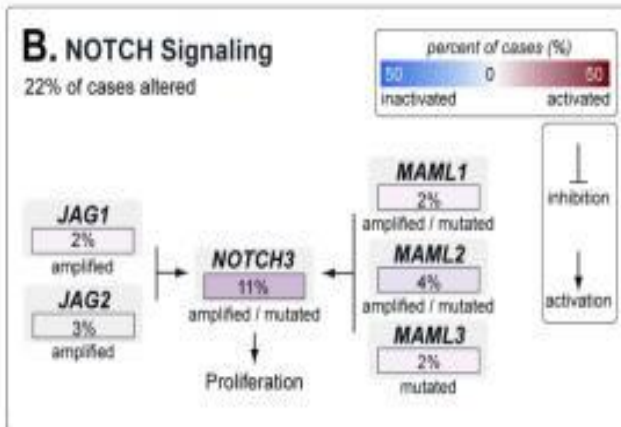 B. NOTCH Signaling
22% of cases altered
percent of cases (%)
50 0 50
inactivated activated
inhibition
activation
JAG1
2%
amplified
JAG2
3%
amplified
NOTCH3
11%
amplified / mutated
Proliferation
MAML1
2%
amplified / mutated
MAML2
4%
amplified / mutated
MAML3
2%
mutated